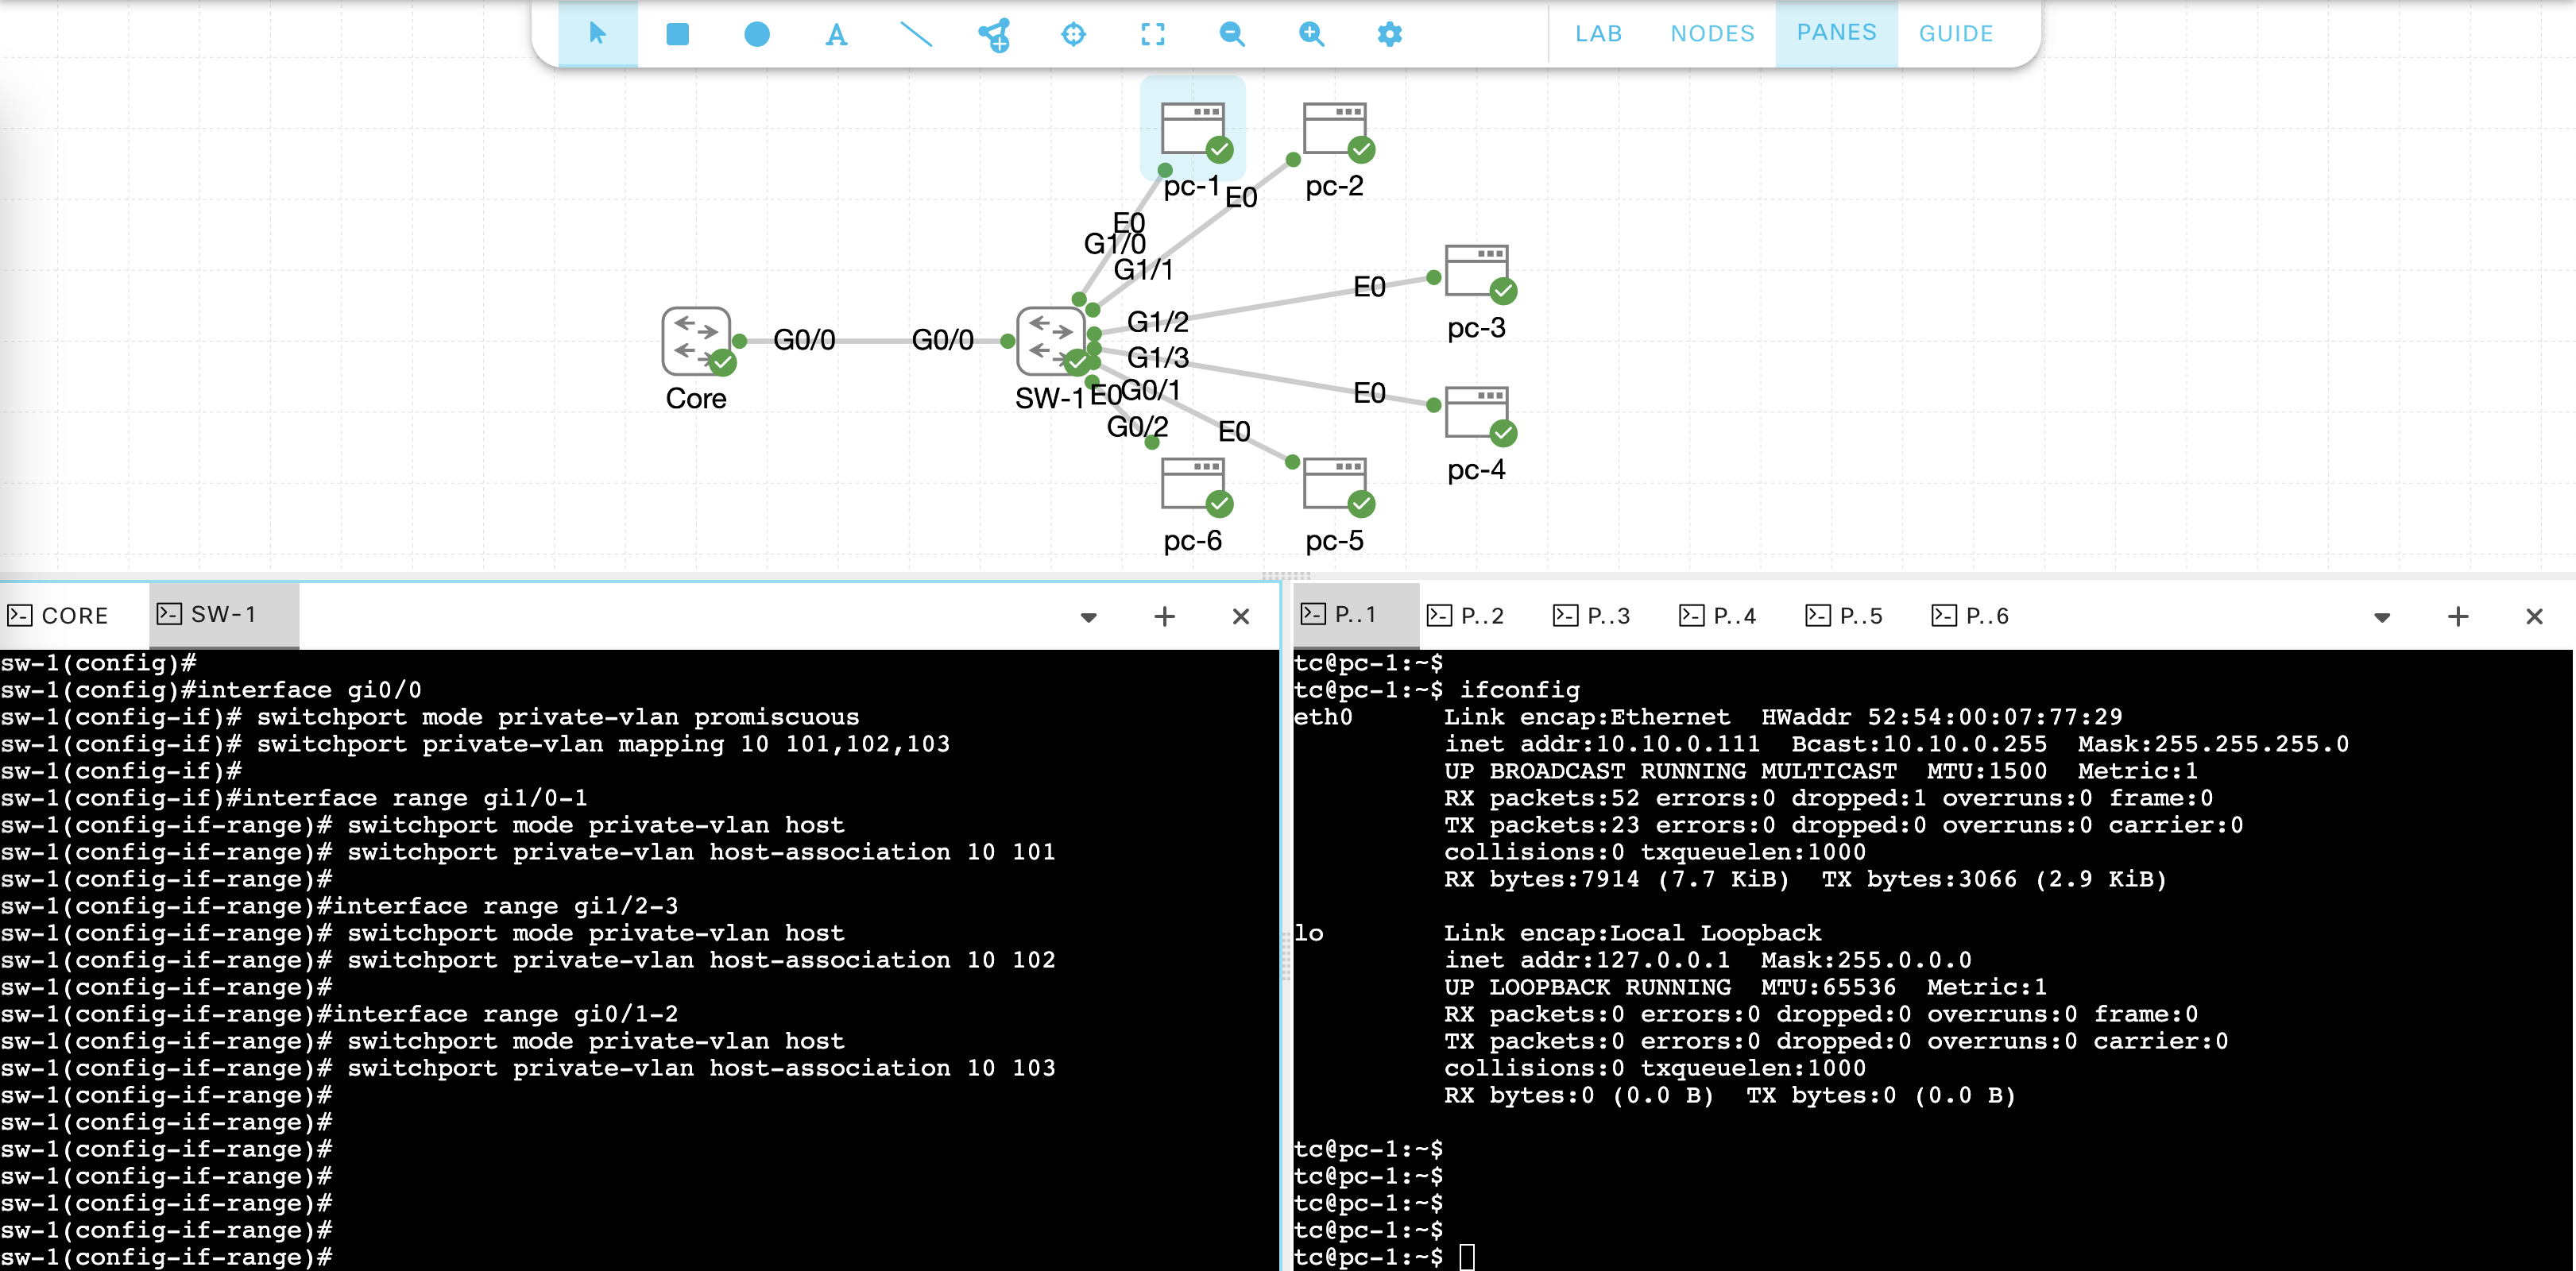 A
LAB NODES PANES GUIDE
pc-1
pc-2
E0
E0
G1/0
G1/1
E0
pc-3
G1/2
G0/0
G0/0
G1/3
E0
Core
SW-1
E0
G0/1
G0/2
E0
pc-4
pc-6
pc-5
CORE SW-1
P..1 P..2 P..3 P..4 P..5 P..6
sw-1(config)#
sw-1(config)#interface gi0/0
sw-1(config-if)# switchport mode private-vlan promiscuous
sw-1(config-if)# switchport private-vlan mapping 10 101,102,103
sw-1(config-if)#
sw-1(config-if)#interface range gi1/0-1
sw-1(config-if-range)# switchport mode private-vlan host
sw-1(config-if-range)# switchport private-vlan host-association 10 101
sw-1(config-if-range)#
sw-1(config-if-range)#interface range gi1/2-3
sw-1(config-if-range)# switchport mode private-vlan host
sw-1(config-if-range)# switchport private-vlan host-association 10 102
sw-1(config-if-range)#
sw-1(config-if-range)#interface range gi0/1-2
sw-1(config-if-range)# switchport mode private-vlan host
sw-1(config-if-range)# switchport private-vlan host-association 10 103
sw-1(config-if-range)#
sw-1(config-if-range)#
sw-1(config-if-range)#
sw-1(config-if-range)#
sw-1(config-if-range)#
sw-1(config-if-range)#
sw-1(config-if-range)#
tc@pc-1:~$
tc@pc-1:~$ ifconfig
eth0 Link encap:Ethernet HWaddr 52:54:00:07:77:29
inet addr:10.10.0.111 Bcast:10.10.0.255 Mask:255.255.255.0
UP BROADCAST RUNNING MULTICAST MTU:1500 Metric:1
RX packets:52 errors:0 dropped:1 overruns:0 frame:0
TX packets:23 errors:0 dropped:0 overruns:0 carrier:0
collisions:0 txqueuelen:1000
RX bytes:7914 (7.7 KiB) TX bytes:3066 (2.9 KiB)
lo Link encap:Local Loopback
inet addr:127.0.0.1 Mask:255.0.0.0
UP LOOPBACK RUNNING MTU:65536 Metric:1
RX packets:0 errors:0 dropped:0 overruns:0 frame:0
TX packets:0 errors:0 dropped:0 overruns:0 carrier:0
collisions:0 txqueuelen:1000
RX bytes:0 (0.0 B) TX bytes:0 (0.0 B)
tc@pc-1:~$
tc@pc-1:~$
tc@pc-1:~$
tc@pc-1:~$
tc@pc-1:~$